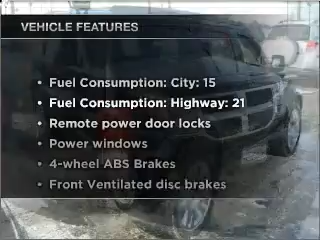 VEHICLE FEATURES
• Fuel Consumption: City: 15
• Fuel Consumption: Highway: 21
• Remote power door locks
• Power windows
• 4-wheel ABS Brakes
• Front Ventilated disc brakes